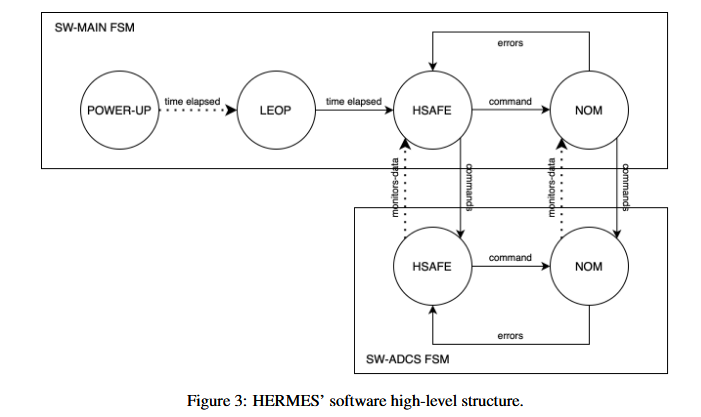 SW-MAIN FSM
errors
POWER-UP
time elapsed
LEOP
time elapsed
HSAFE
command
NOM
monitors-data
commands
monitors-data
commands
HSAFE
command
NOM
errors
SW-ADCS FSM
Figure 3: HERMES’ software high-level structure.